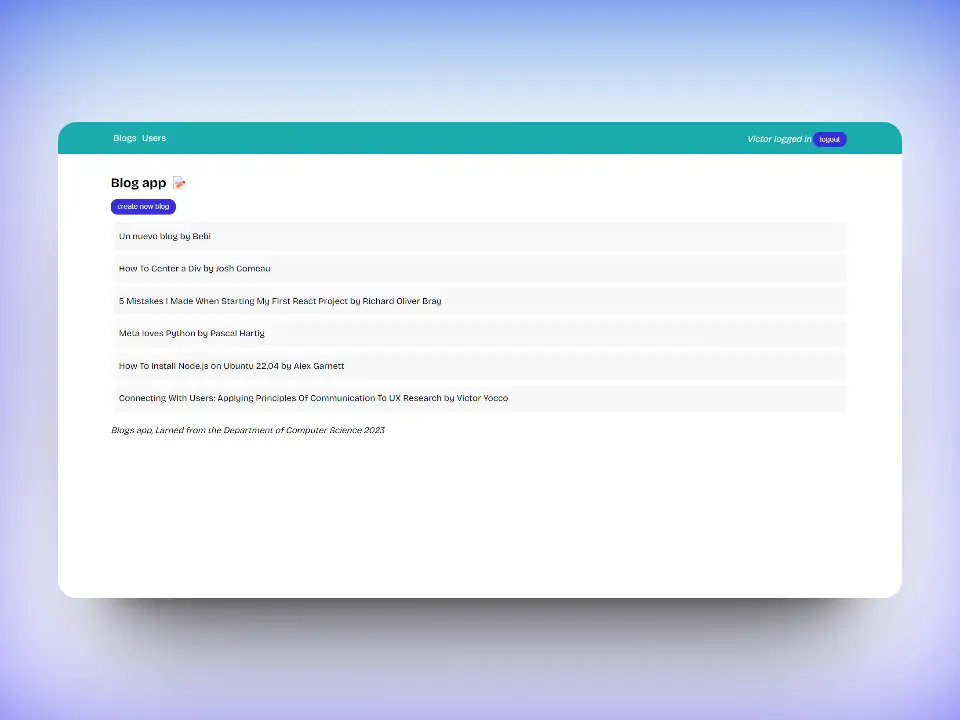 Blogs Users
Victor logged in logout
Blog app 📝
create new blog
Un nuevo blog by Bebi
How To Center a Div by Josh Comeau
5 Mistakes I Made When Starting My First React Project by Richard Oliver Bray
Meta loves Python by Pascal Hartig
How To Install Node.js on Ubuntu 22.04 by Alex Garnett
Connecting With Users: Applying Principles Of Communication To UX Research by Victor Yocco
Blogs app, Larned from the Department of Computer Science 2023